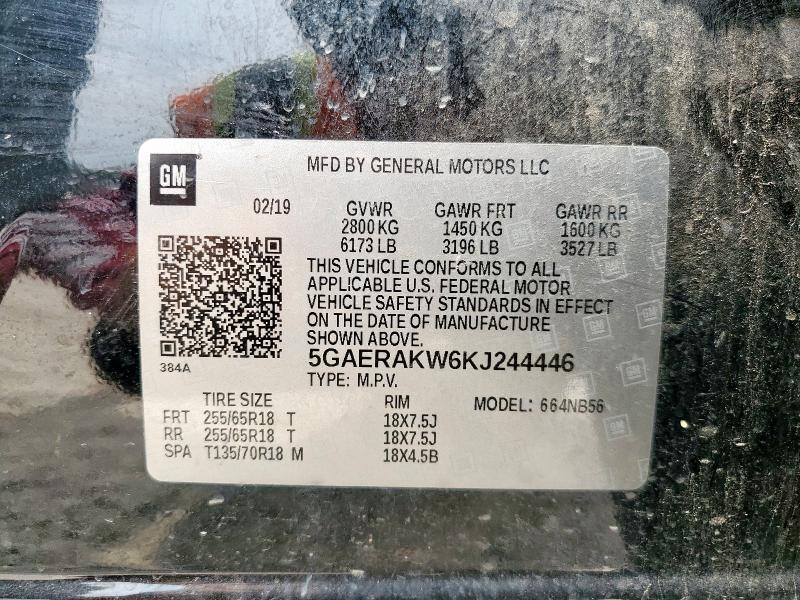 GM
MFD BY GENERAL MOTORS LLC
02/19 GVWR GAWR FRT GAWR RR
2800 KG 1450 KG 1600 KG
6173 LB 3196 LB 3527 LB
THIS VEHICLE CONFORMS TO ALL
APPLICABLE U.S. FEDERAL MOTOR
VEHICLE SAFETY STANDARDS IN EFFECT
ON THE DATE OF MANUFACTURE
SHOWN ABOVE.
5GAERAKW6KJ244446
384A
TYPE: M.P.V.
TIRE SIZE RIM MODEL: 664NB56
FRT 255/65R18 T 18X7.5J
RR 255/65R18 T 18X7.5J
SPA T135/70R18 M 18X4.5B